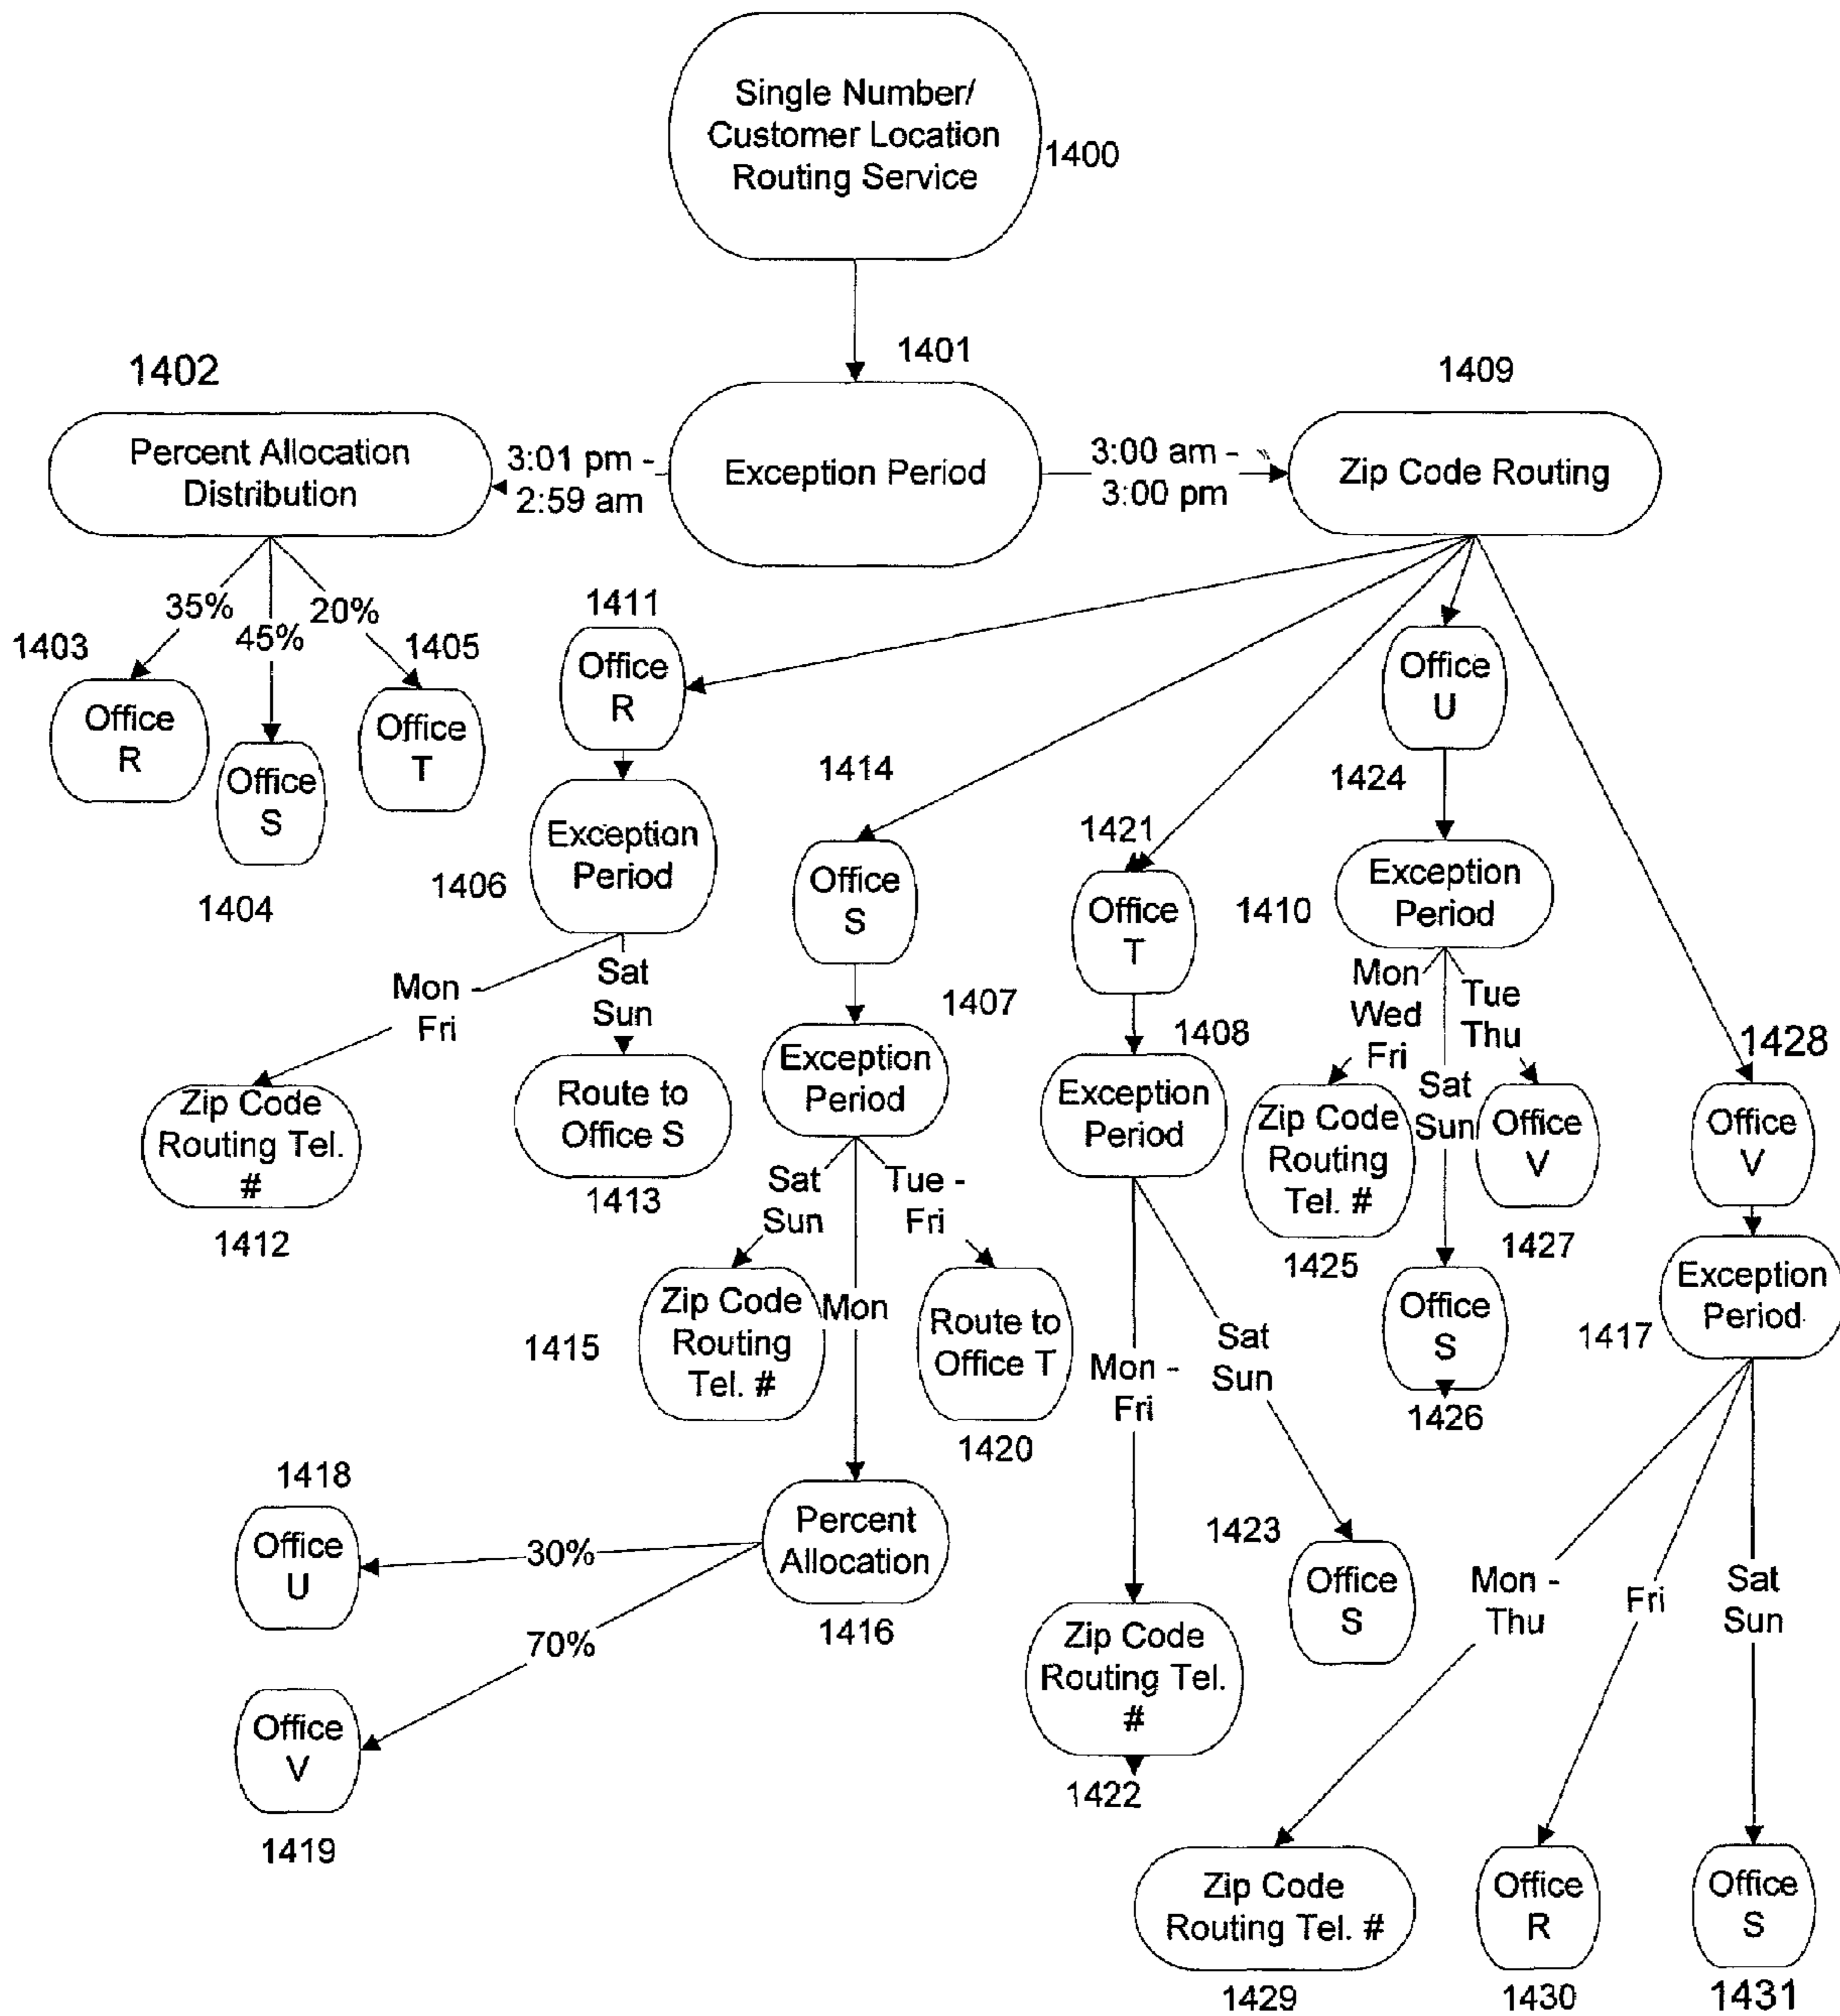 Single Number/
Customer Location
Routing Service
1400
1401
1402
1409
Percent Allocation
Distribution
3:01 pm -
2:59 am
Exception Period
3:00 am -
3:00 pm
Zip Code Routing
35%
45%
20%
1403
1405
1411
Office
R
Office
S
Office
T
1404
Office
R
Office
U
1414
1424
1421
Exception
Period
1406
Office
S
Office
T
1410
Exception
Period
Mon -
Fri
Sat
Sun
1407
1408
Mon
Wed
Fri
Sat
Sun
Tue
Thu
1428
Zip Code
Routing Tel.
#
1412
Route to
Office S
1413
Exception
Period
Exception
Period
Zip Code
Routing
Tel. #
1425
Office
V
1427
Office
V
Sat
Sun
Mon
Tue -
Fri
1415
Zip Code
Routing
Tel. #
Route to
Office T
1420
Mon -
Fri
Sat
Sun
Office
S
1426
1417
Exception
Period
1418
Office
U
30%
70%
Percent
Allocation
1416
1423
Office
S
Mon -
Thu
Fri
Sat
Sun
Office
V
1419
Zip Code
Routing Tel.
#
1422
Zip Code
Routing Tel. #
1429
Office
R
1430
Office
S
1431